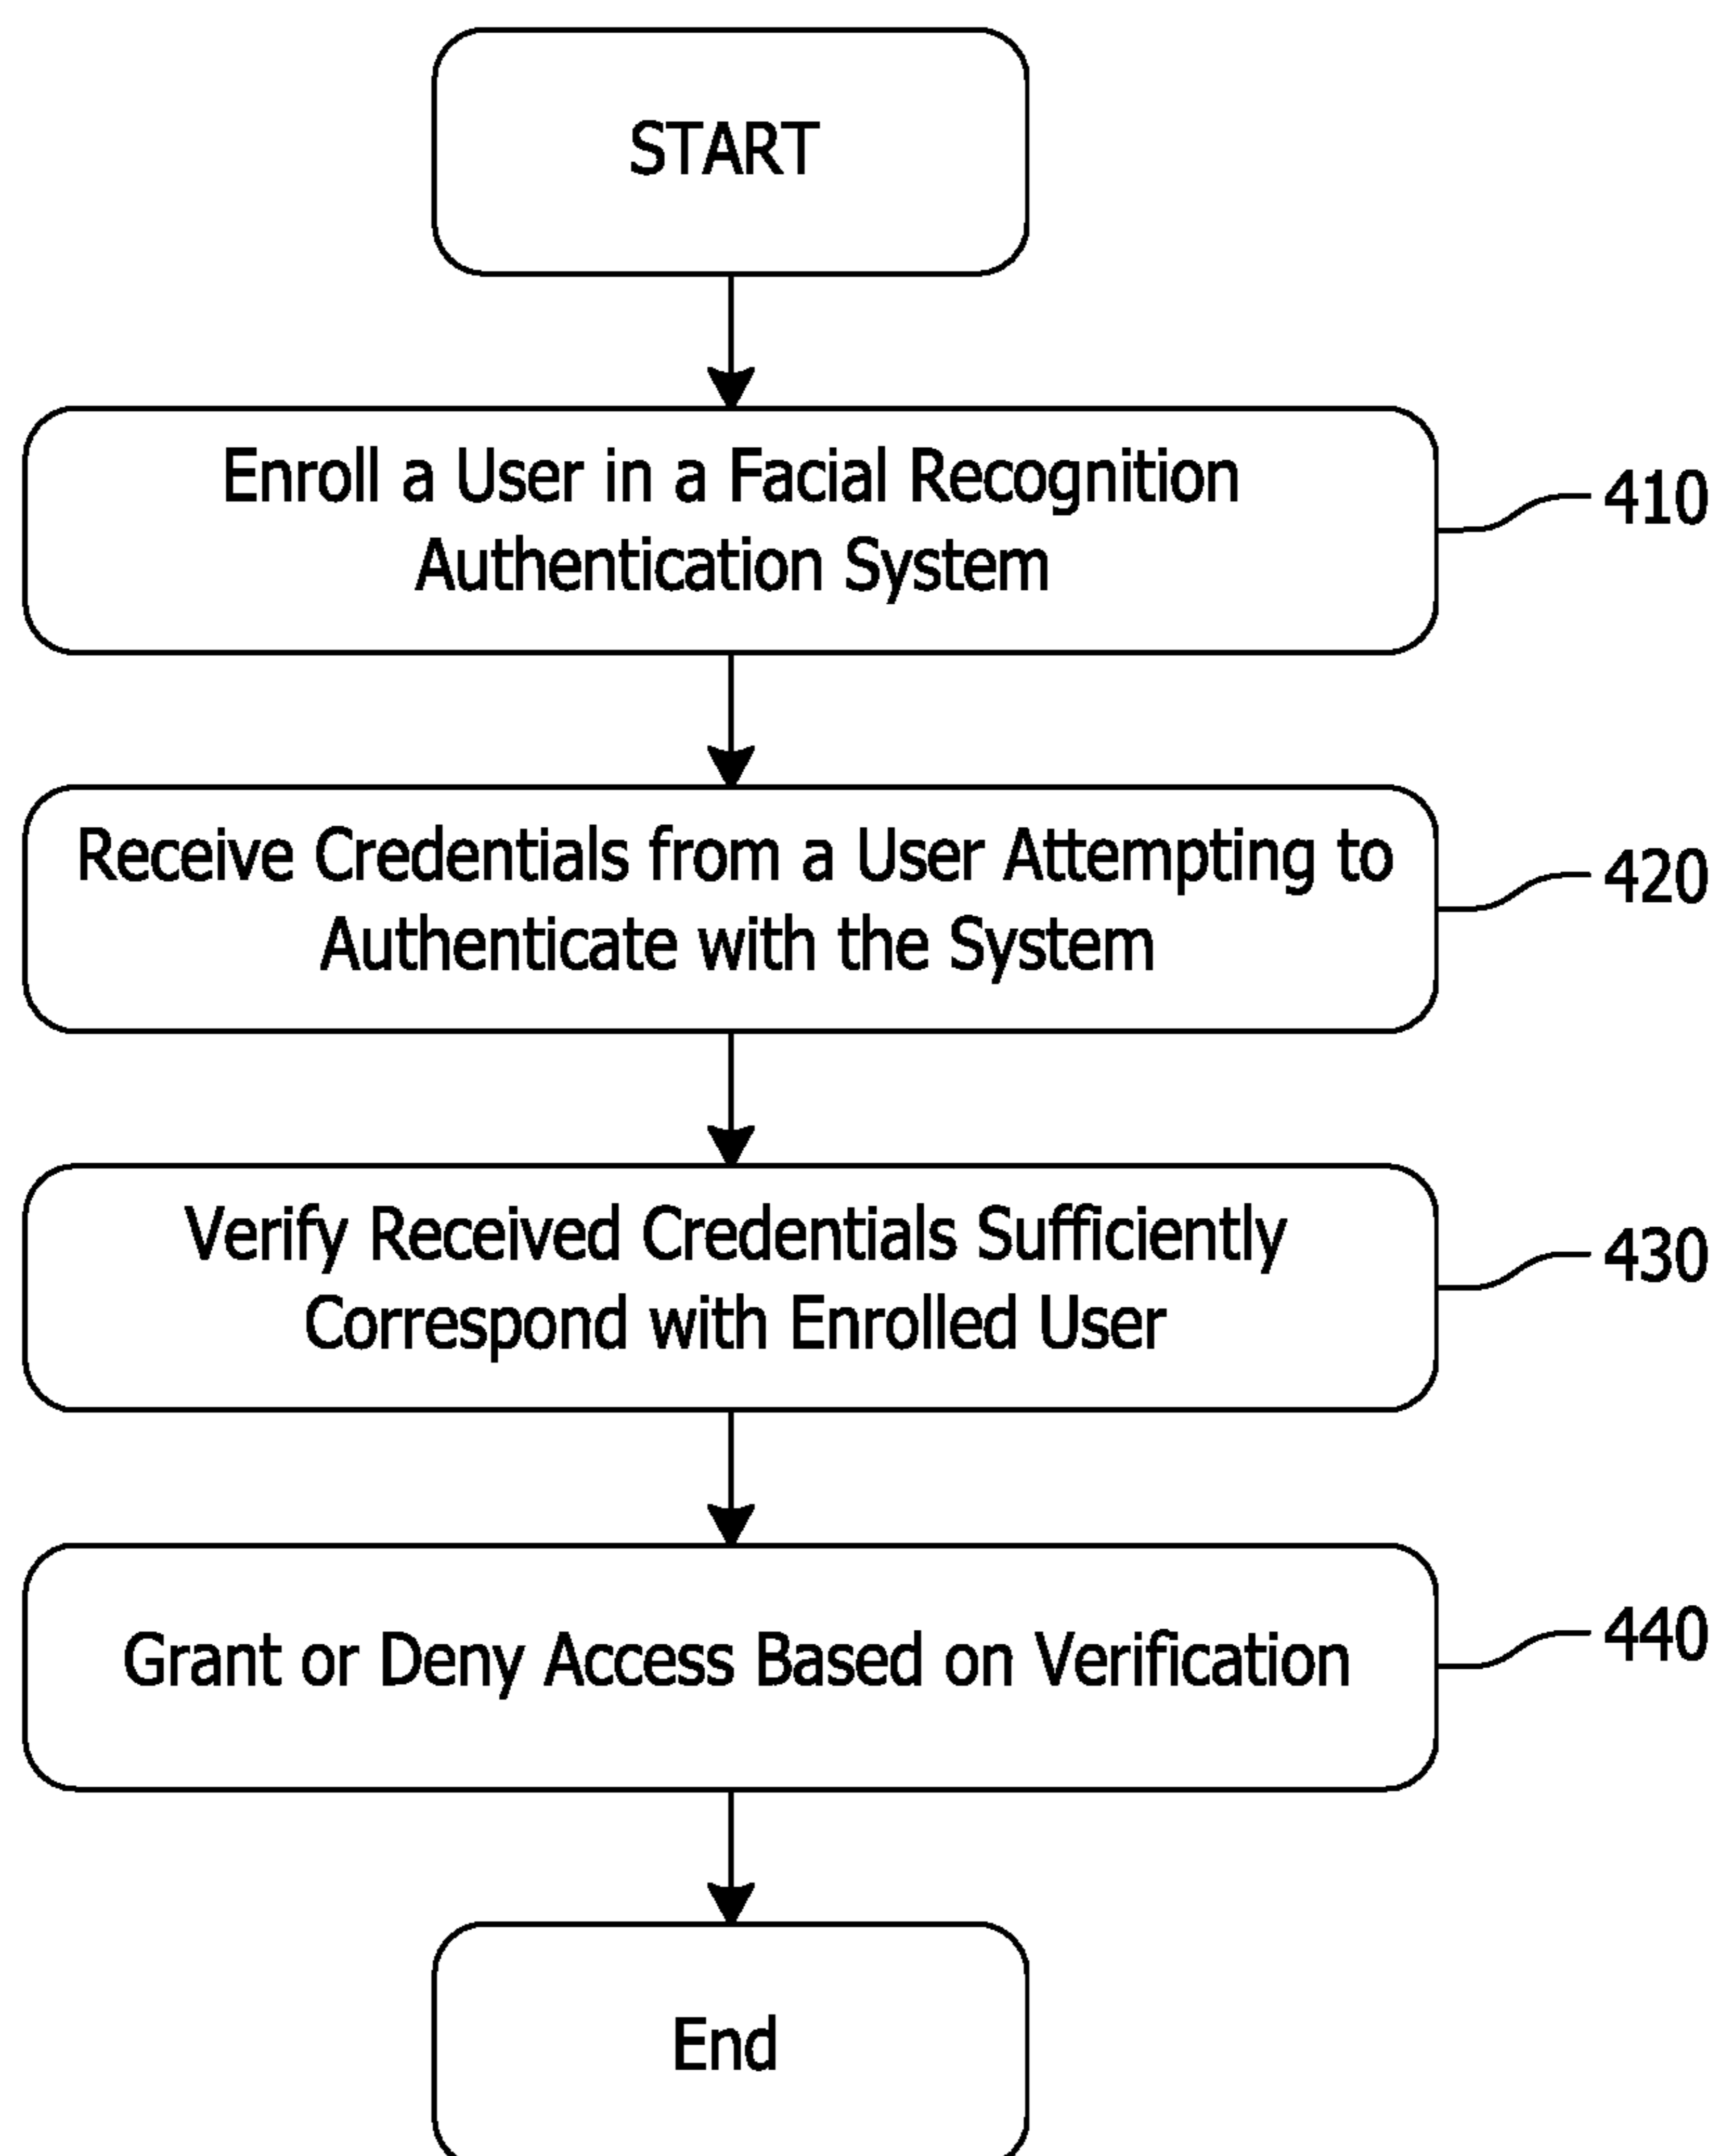 START
Enroll a User in a Facial Recognition
Authentication System
410
Receive Credentials from a User Attempting to
Authenticate with the System
420
Verify Received Credentials Sufficiently
Correspond with Enrolled User
430
Grant or Deny Access Based on Verification
440
End